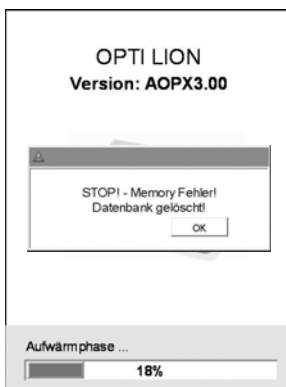 OPTI LION
Version: AOPX3.00
STOP! - Memory Fehler!
Datenbank gelöscht!
OK
Aufwärmphase ...
18%